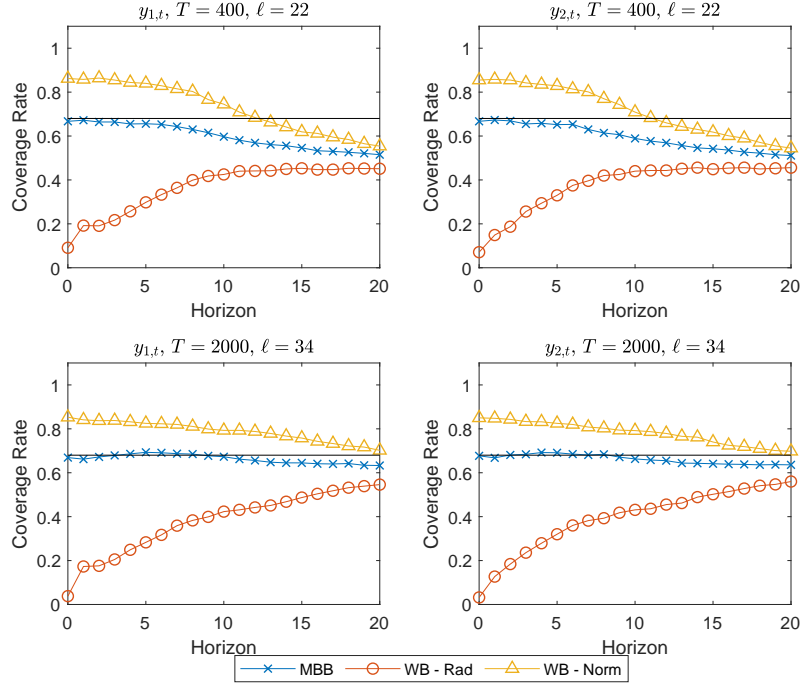 y1,t, T = 400, ℓ = 22
1
0.8
0.6
0.4
0.2
0
Coverage Rate
0 5 10 15 20
Horizon
y2,t, T = 400, ℓ = 22
1
0.8
0.6
0.4
0.2
0
Coverage Rate
0 5 10 15 20
Horizon
y1,t, T = 2000, ℓ = 34
1
0.8
0.6
0.4
0.2
0
Coverage Rate
0 5 10 15 20
Horizon
y2,t, T = 2000, ℓ = 34
1
0.8
0.6
0.4
0.2
0
Coverage Rate
0 5 10 15 20
Horizon
MBB WB - Rad WB - Norm